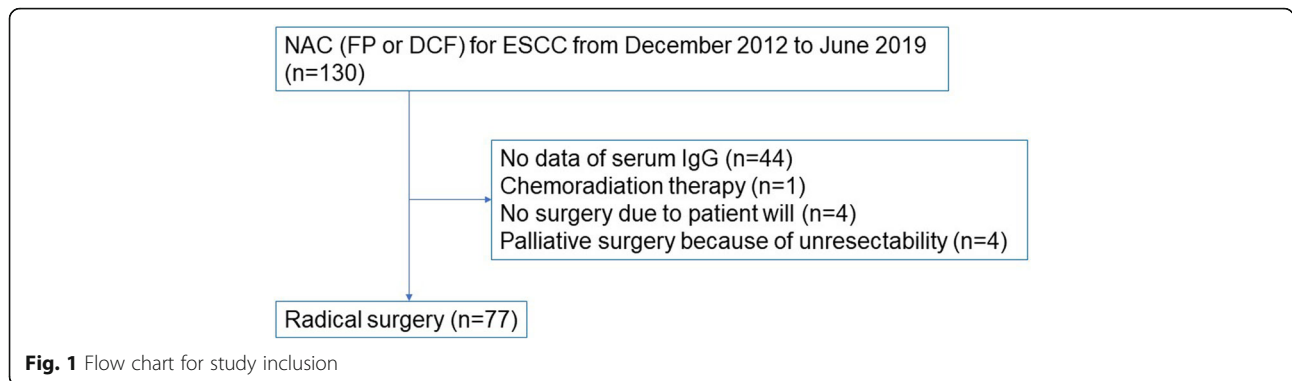 NAC (FP or DCF) for ESCC from December 2012 to June 2019
(n=130)
No data of serum IgG (n=44)
Chemoradiation therapy (n=1)
No surgery due to patient will (n=4)
Palliative surgery because of unresectability (n=4)
Radical surgery (n=77)
Fig. 1 Flow chart for study inclusion